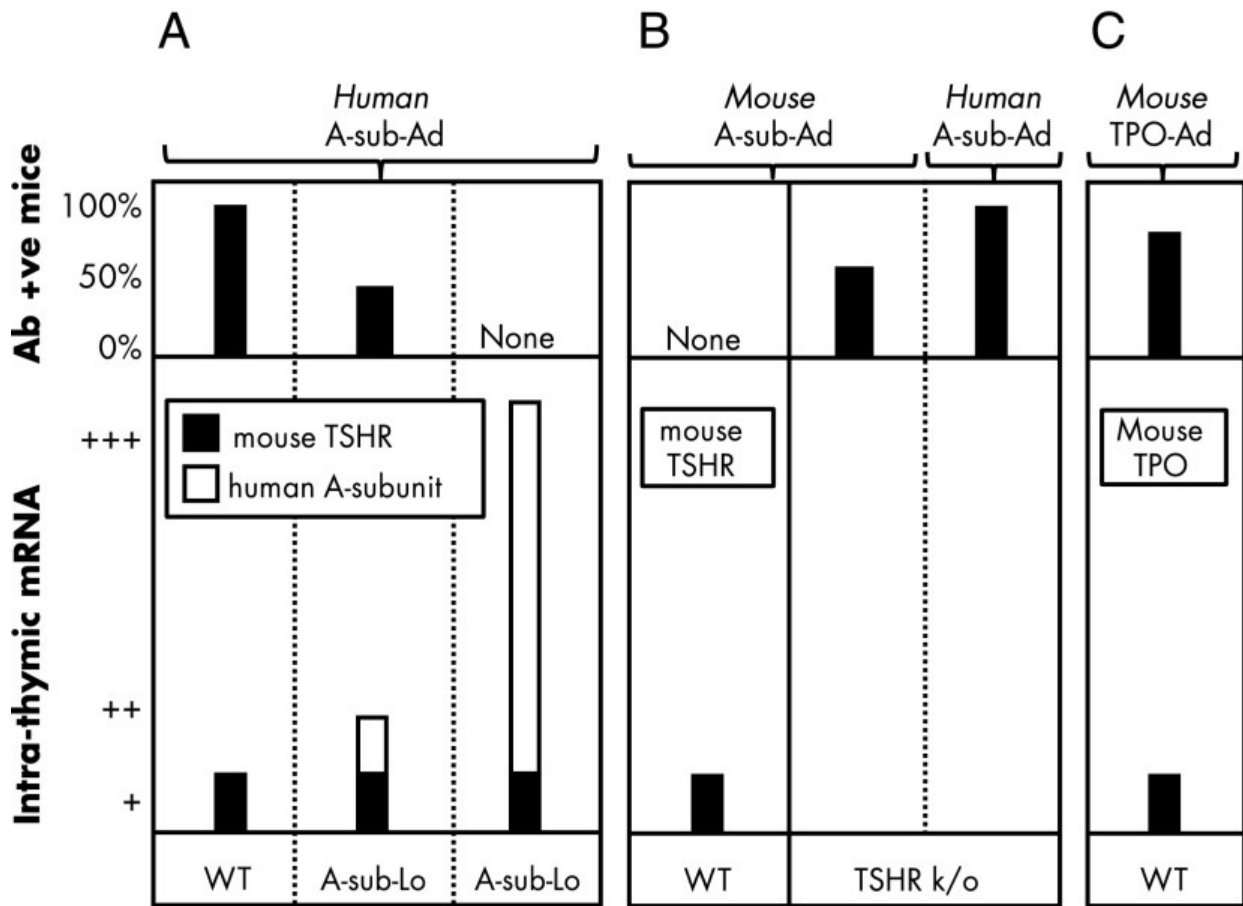 A
B
C
Human
A-sub-Ad
Mouse
A-sub-Ad
Human
A-sub-Ad
Mouse
TPO-Ad
Ab +ve mice
100%
50%
0%
None
None
Intra-thymic mRNA
+++
++
+
mouse TSHR
human A-subunit
mouse
TSHR
Mouse
TPO
WT
A-sub-Lo
A-sub-Lo
WT
TSHR k/o
WT